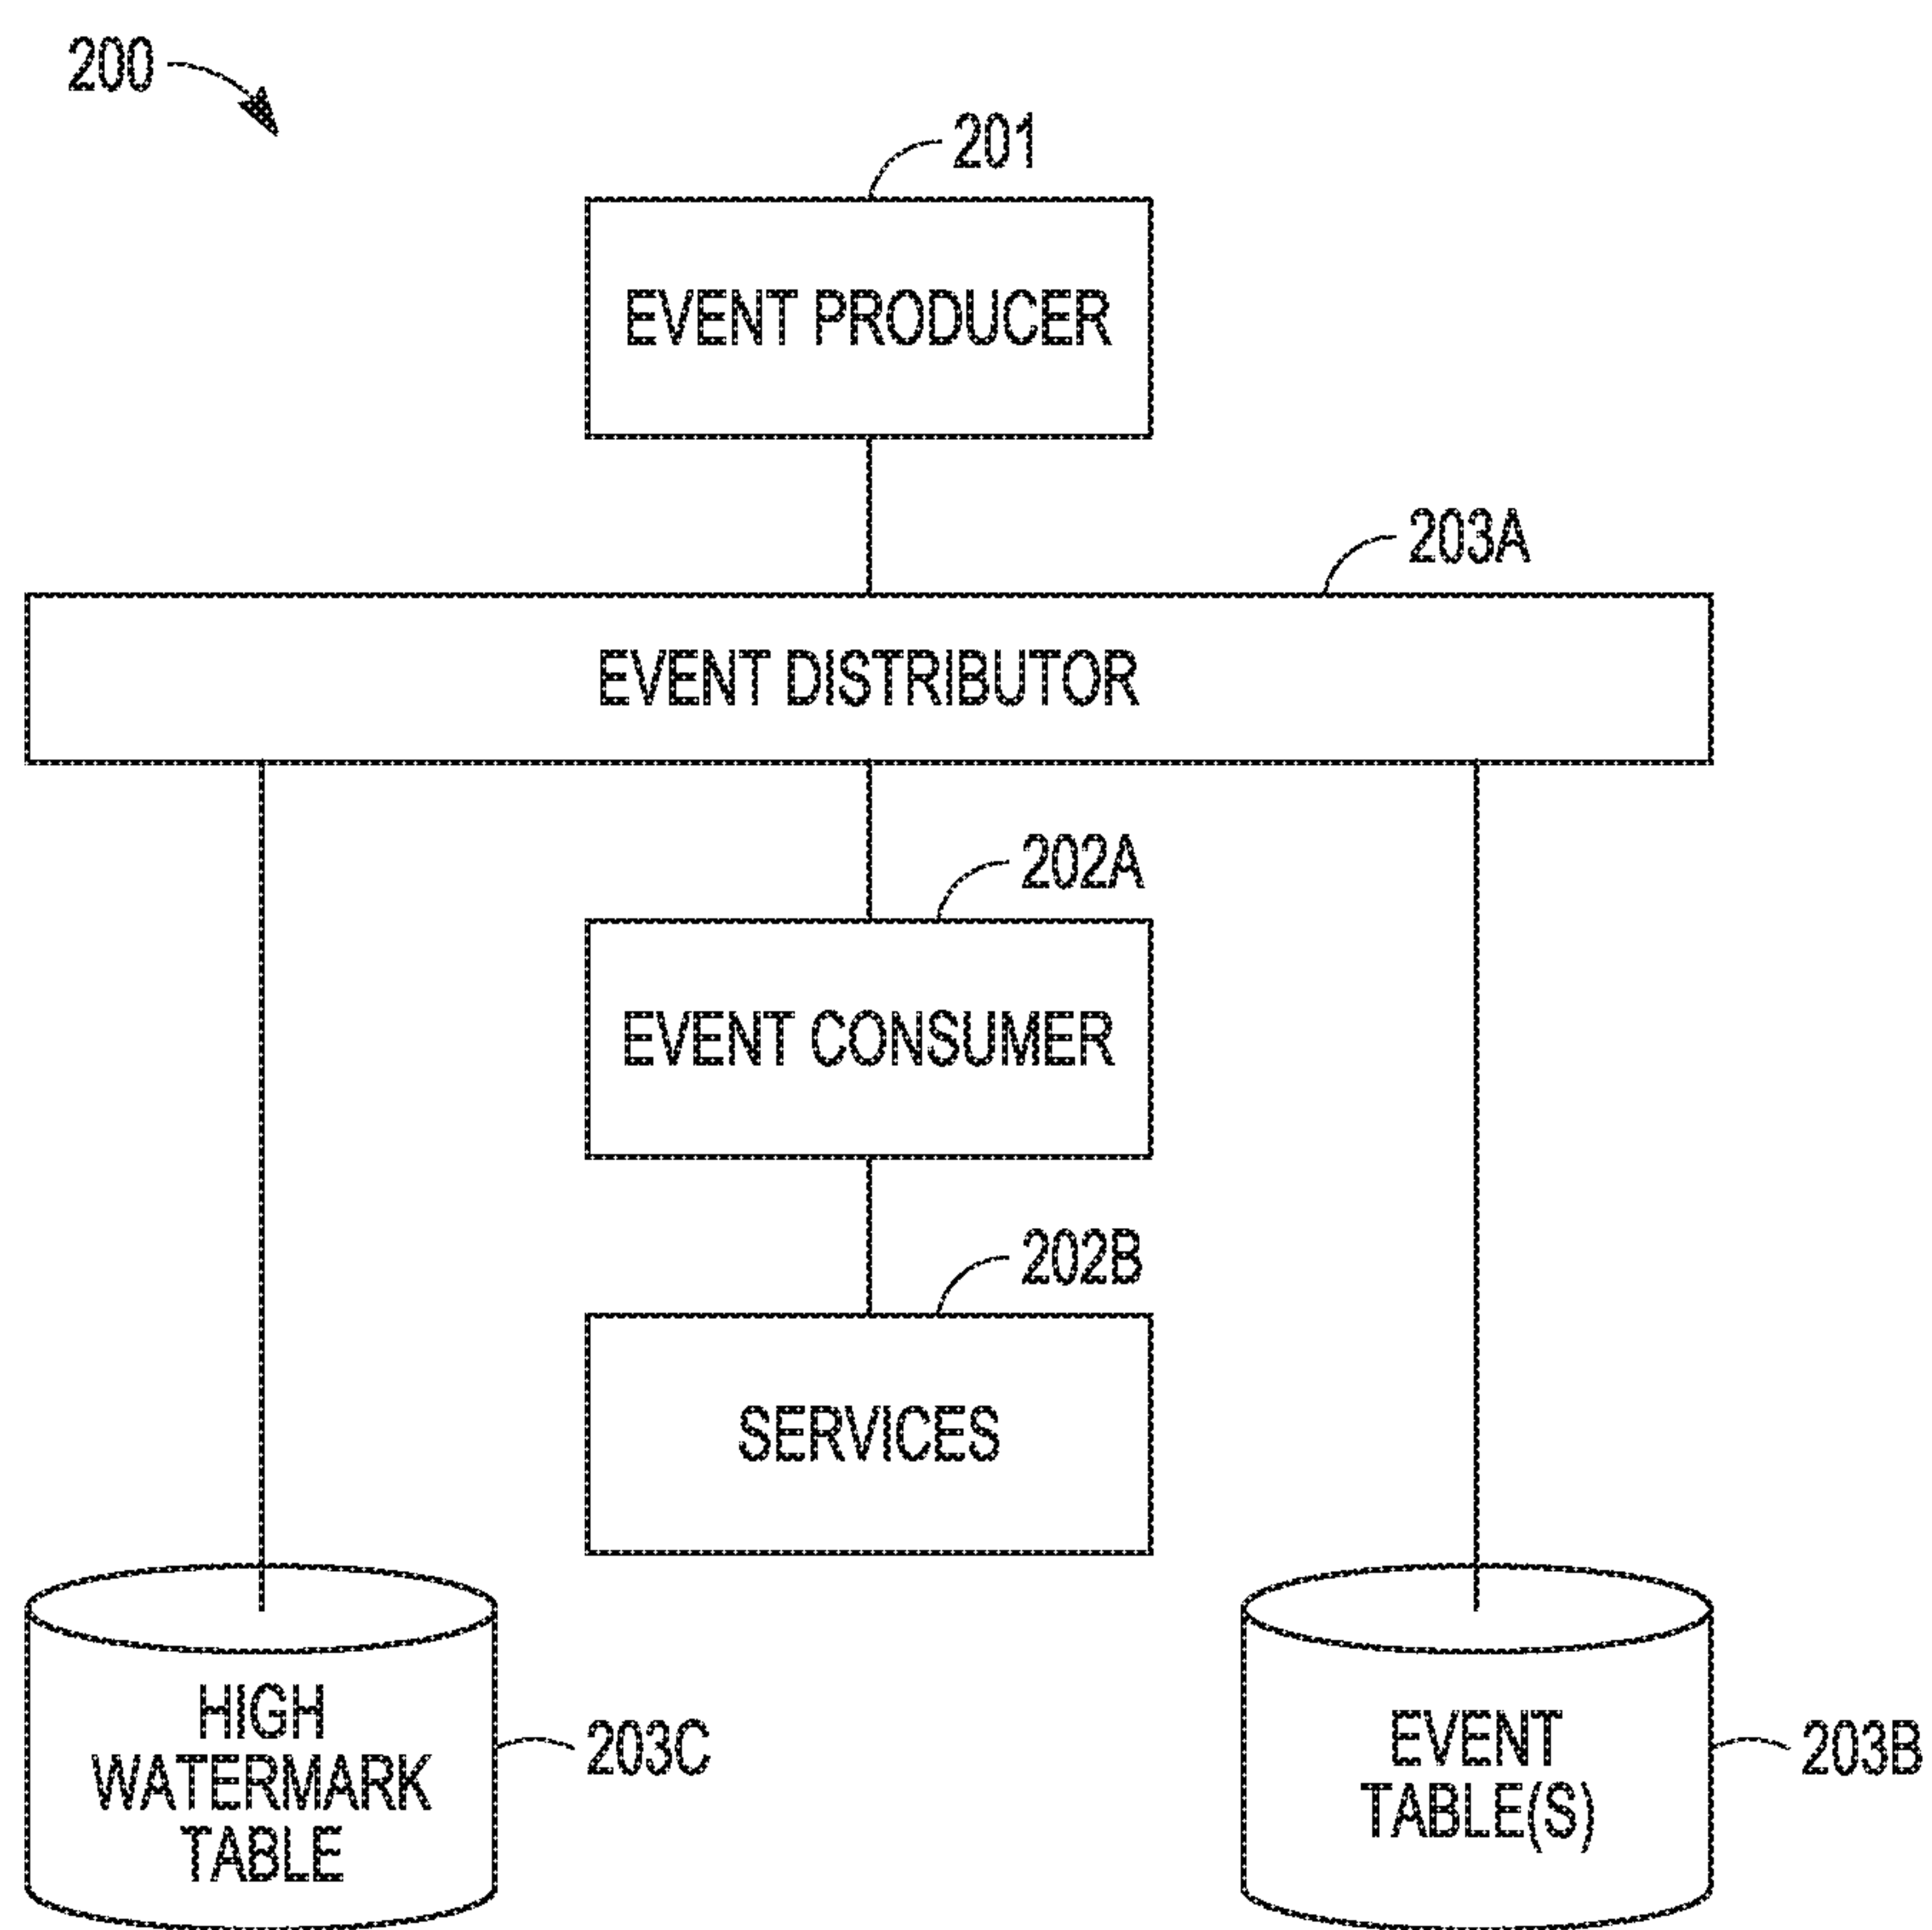 200
201
EVENT PRODUCER
203A
EVENT DISTRIBUTOR
202A
EVENT CONSUMER
202B
SERVICES
HIGH
WATERMARK
TABLE
203C
EVENT
TABLE(S)
203B